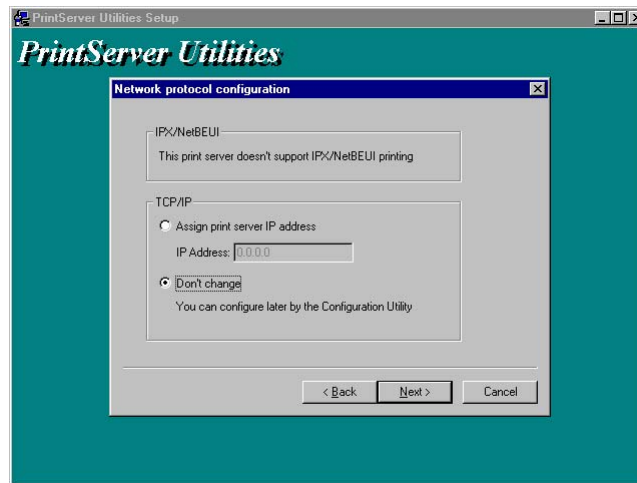 PrintServer Utilities Setup
PrintServer Utilities
Network protocol configuration
IPX/NetBEUI
This print server doesn't support IPX/NetBEUI printing
TCP/IP
Assign print server IP address
IP Address: 0.0.0.0
Don't change
You can configure later by the Configuration Utility
< Back Next > Cancel